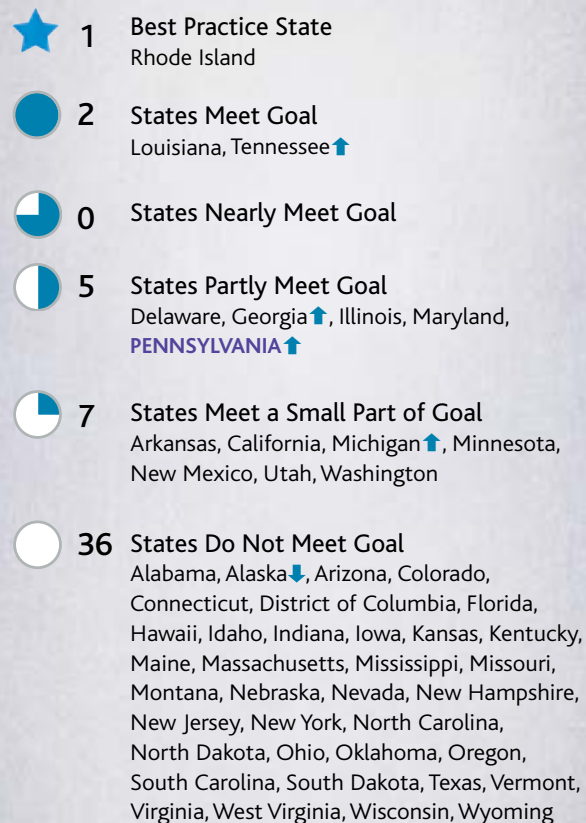 1 Best Practice State
Rhode Island
2 States Meet Goal
Louisiana, Tennessee⬆
0 States Nearly Meet Goal
5 States Partly Meet Goal
Delaware, Georgia⬆, Illinois, Maryland,
PENNSYLVANIA⬆
7 States Meet a Small Part of Goal
Arkansas, California, Michigan⬆, Minnesota,
New Mexico, Utah, Washington
36 States Do Not Meet Goal
Alabama, Alaska⬇, Arizona, Colorado,
Connecticut, District of Columbia, Florida,
Hawaii, Idaho, Indiana, Iowa, Kansas, Kentucky,
Maine, Massachusetts, Mississippi, Missouri,
Montana, Nebraska, Nevada, New Hampshire,
New Jersey, New York, North Carolina,
North Dakota, Ohio, Oklahoma, Oregon,
South Carolina, South Dakota, Texas, Vermont,
Virginia, West Virginia, Wisconsin, Wyoming